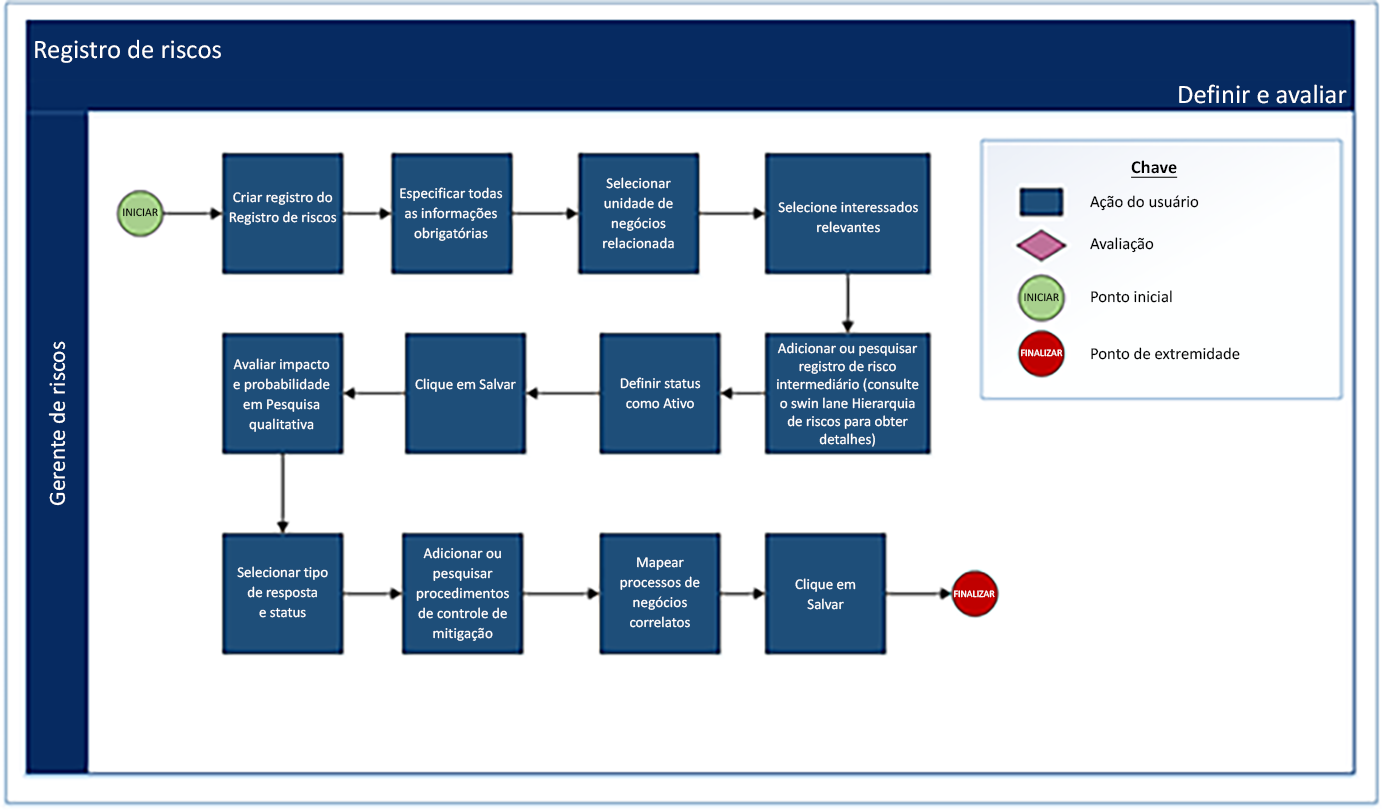 Registro de riscos
Definir e avaliar
Gerente de riscos
INICIAR
Criar registro do
Registro de riscos
Especificar todas
as informações
obrigatórias
Selecionar
unidade de
negócios
relacionada
Selecione interessados
relevantes
Adicionar ou pesquisar
registro de risco
intermediário (consulte
o swin lane Hierarquia
de riscos para obter
detalhes)
Definir status
como Ativo
Clique em Salvar
Avaliar impacto
e probabilidade
em Pesquisa
qualitativa
Selecionar tipo
de resposta
e status
Adicionar ou
pesquisar
procedimentos
de controle de
mitigação
Mapear
processos de
negócios
correlatos
Clique em
Salvar
FINALIZAR
Chave
Ação do usuário
Avaliação
INICIAR
Ponto inicial
FINALIZAR
Ponto de extremidade